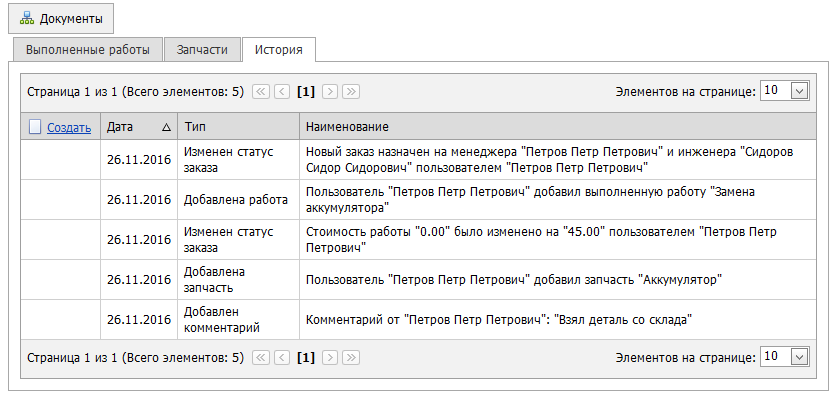 Документы
Выполненные работы Запчасти История
Страница 1 из 1 (Всего элементов: 5) [1] Элементов на странице: 10
Создать Дата Тип Наименование
26.11.2016 Изменен статус заказа Новый заказ назначен на менеджера "Петров Петр Петрович" и инженера "Сидоров Сидор Сидорович" пользователем "Петров Петр Петрович"
26.11.2016 Добавлена работа Пользователь "Петров Петр Петрович" добавил выполненную работу "Замена аккумулятора"
26.11.2016 Изменен статус заказа Стоимость работы "0.00" было изменено на "45.00" пользователем "Петров Петр Петрович"
26.11.2016 Добавлена запчасть Пользователь "Петров Петр Петрович" добавил запчасть "Аккумулятор"
26.11.2016 Добавлен комментарий Комментарий от "Петров Петр Петрович": "Взял деталь со склада"
Страница 1 из 1 (Всего элементов: 5) [1] Элементов на странице: 10